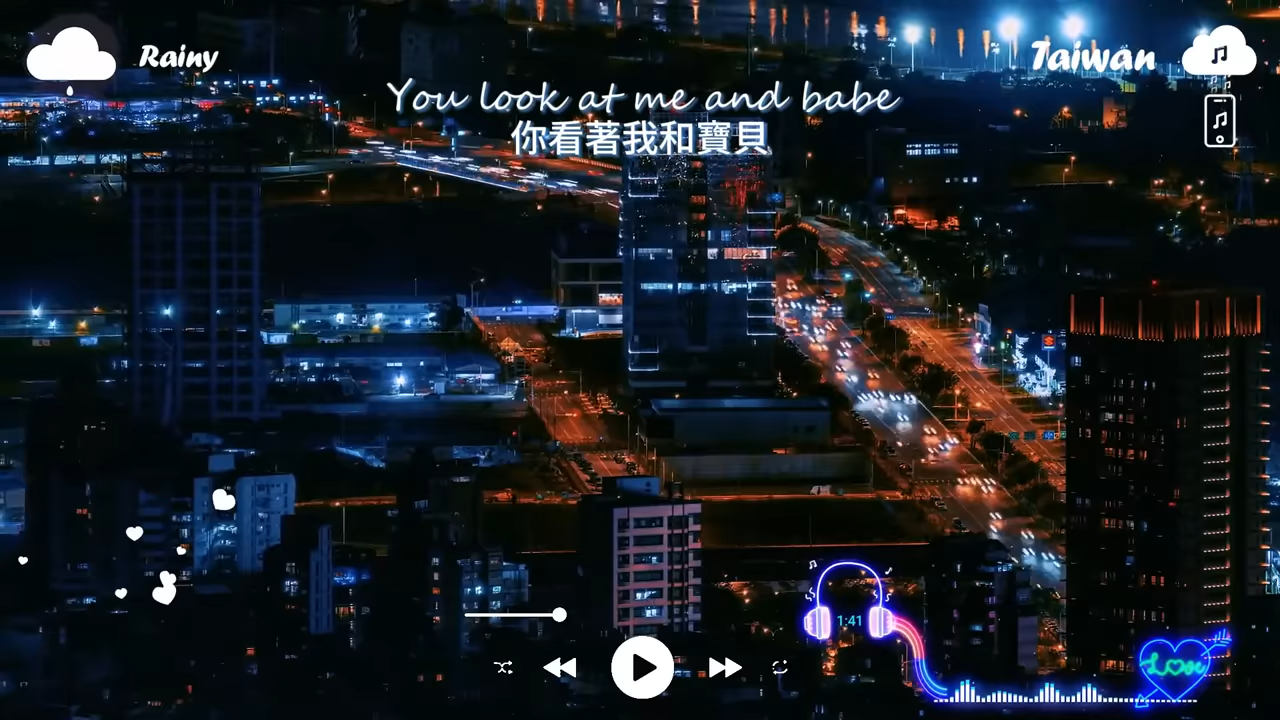 Rainy
Taiwan
You look at me and babe
你看著我和寶貝
1:41
Love